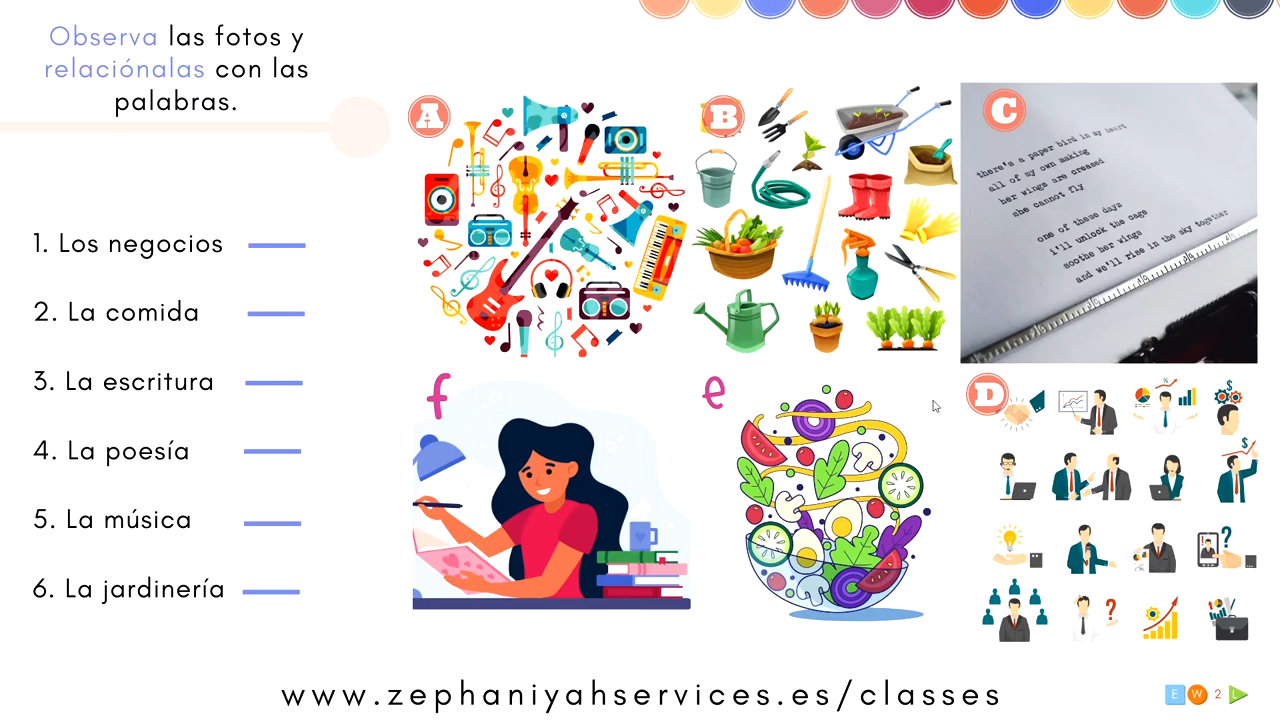 Observa las fotos y
relaciónalas con las
palabras.
1. Los negocios
2. La comida
3. La escritura
4. La poesía
5. La música
6. La jardinería
A
B
C
there's a paper bird in my heart
all of my own making
her wings are creased
she cannot fly
one of these days
i'll unlock the cage
soothe her wings
and we'll rise in the sky together
f
e
D
www.zephaniyahservices.es/classes
E W 2 L